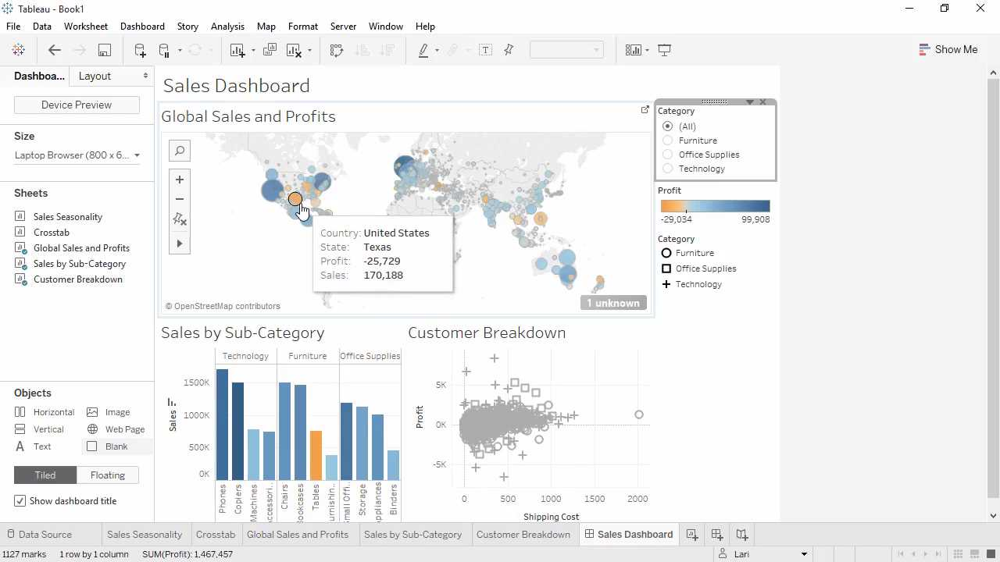 Tableau - Book1
File Data Worksheet Dashboard Story Analysis Map Format Server Window Help
Show Me
Dashboa... Layout
Device Preview
Size
Laptop Browser (800 x 6...
Sheets
Sales Seasonality
Crosstab
Global Sales and Profits
Sales by Sub-Category
Customer Breakdown
Objects
Horizontal Image
Vertical Web Page
A Text Blank
Tiled Floating
Show dashboard title
Sales Dashboard
Global Sales and Profits
Country: United States
State: Texas
Profit: -25,729
Sales: 170,188
© OpenStreetMap contributors
1 unknown
Category
(All)
Furniture
Office Supplies
Technology
Profit
-29,034 99,908
Category
Furniture
Office Supplies
Technology
Sales by Sub-Category
Technology Furniture Office Supplies
Sales
1500K
1000K
500K
0K
Phones
Copiers
Machines
Accessori..
Chairs
Bookcases
Tables
Furnishin..
Small Offi..
Storage
Appliances
Binders
Customer Breakdown
Profit
5K
0K
-5K
0 500 1000 1500 2000
Shipping Cost
Data Source Sales Seasonality Crosstab Global Sales and Profits Sales by Sub-Category Customer Breakdown Sales Dashboard
1127 marks 1 row by 1 column SUM(Profit): 1,467,457 Lari